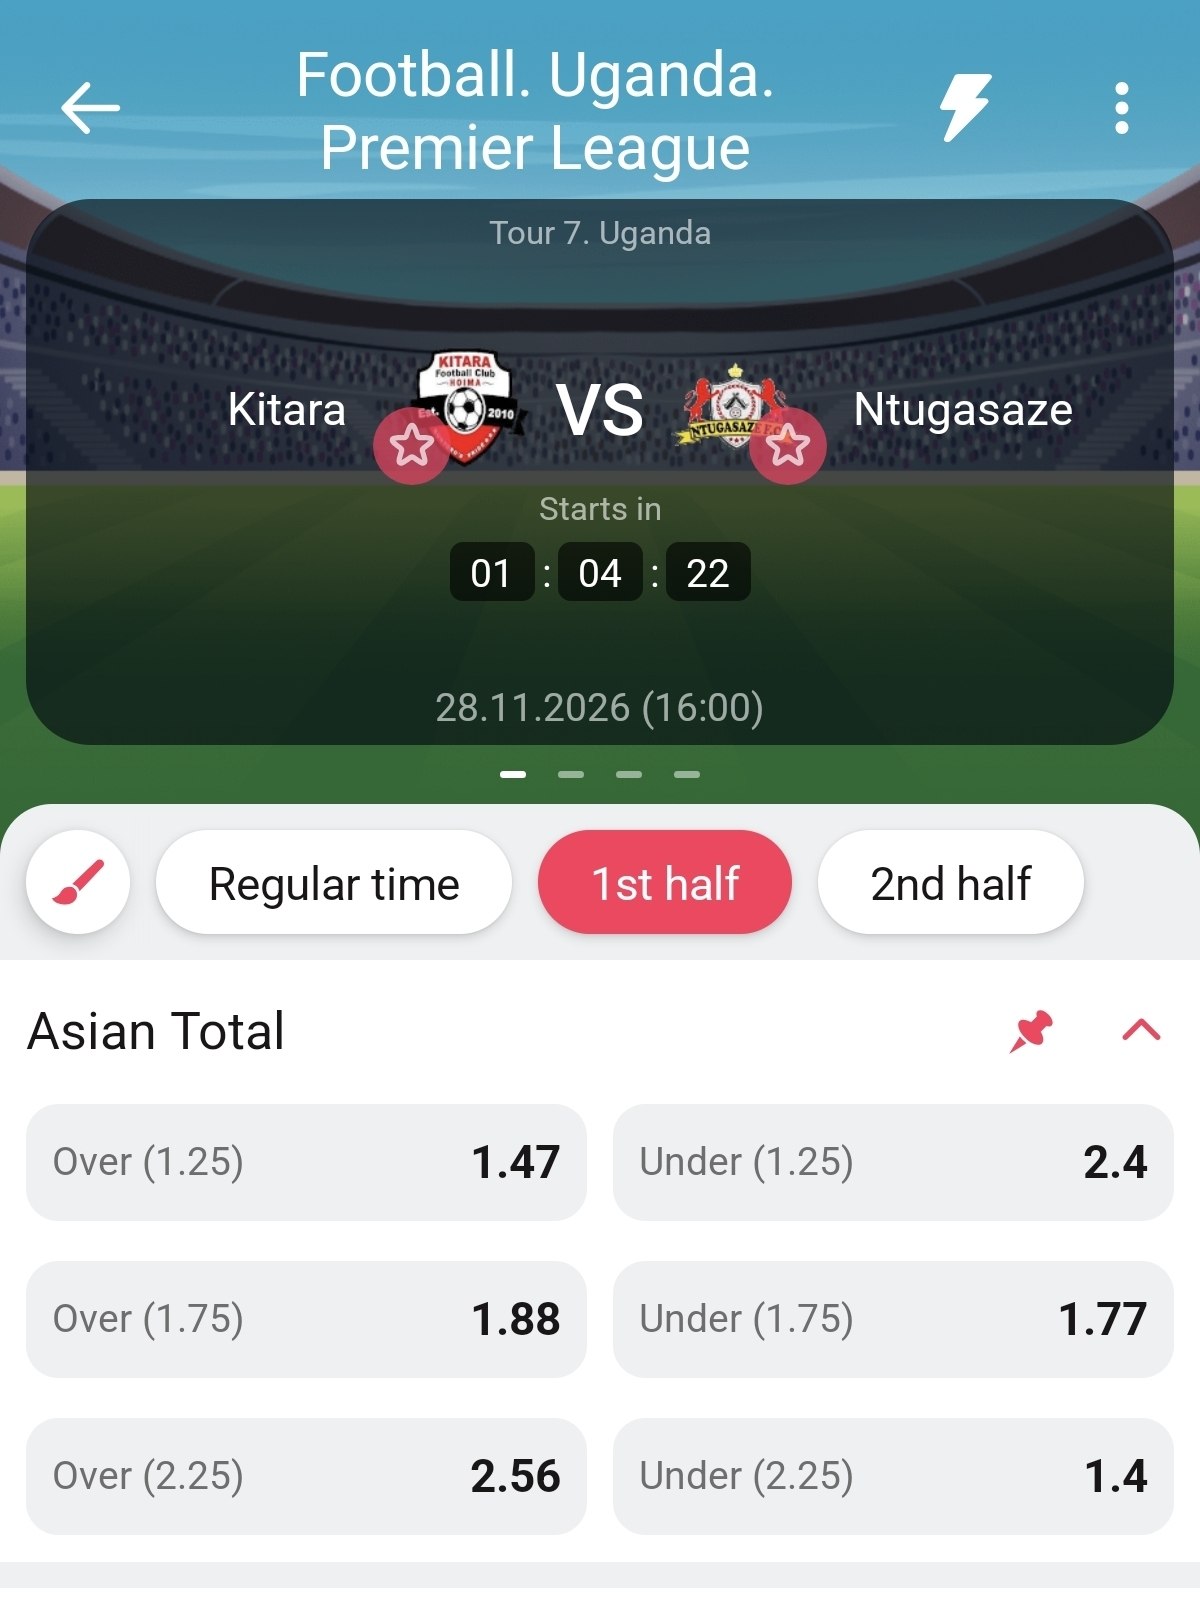 Football. Uganda.
Premier League
Tour 7. Uganda
KITARA
Football Club
HOIMA
Est. 2010
Kitara
VS
NTUGASAZE F.C
Ntugasaze
Starts in
01 : 04 : 22
28.11.2026 (16:00)
Regular time
1st half
2nd half
Asian Total
Over (1.25) 1.47
Under (1.25) 2.4
Over (1.75) 1.88
Under (1.75) 1.77
Over (2.25) 2.56
Under (2.25) 1.4